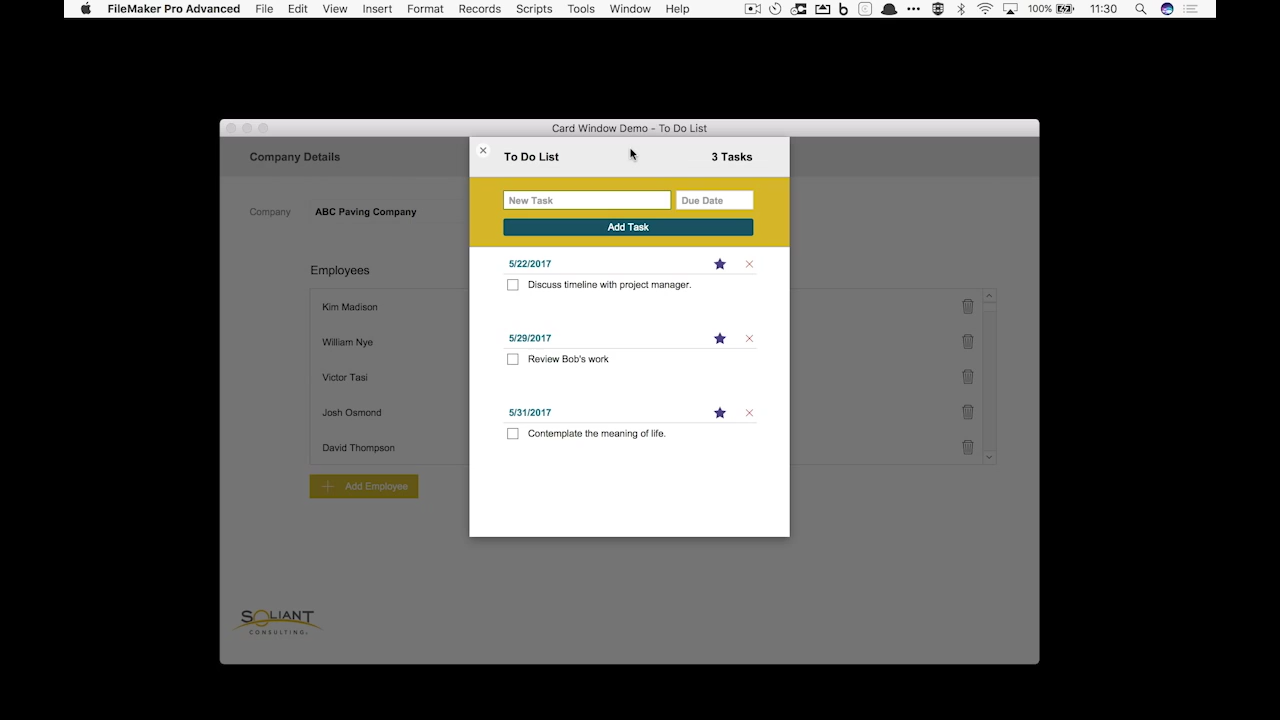 FileMaker Pro Advanced File Edit View Insert Format Records Scripts Tools Window Help 100% 11:30
Card Window Demo - To Do List
Company Details
To Do List 3 Tasks
Company ABC Paving Company
New Task Due Date
Add Task
Employees
Kim Madison
William Nye
Victor Tasi
Josh Osmond
David Thompson
Add Employee
5/22/2017
Discuss timeline with project manager.
5/29/2017
Review Bob's work
5/31/2017
Contemplate the meaning of life.
SOLIANT
CONSULTING